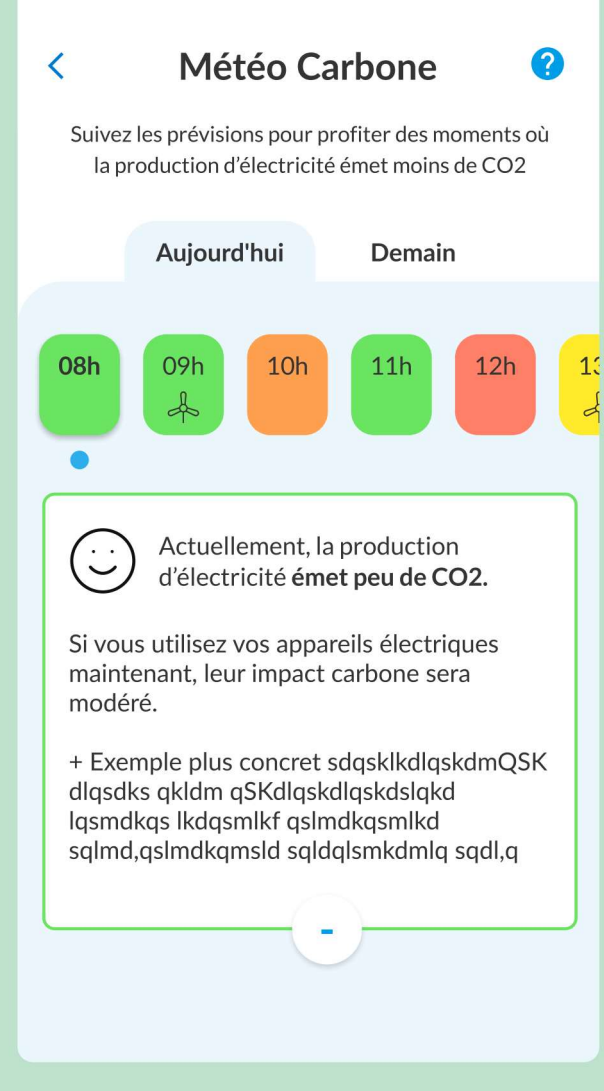 Météo Carbone
?
Suivez les prévisions pour profiter des moments où
la production d'électricité émet moins de CO2
Aujourd'hui Demain
08h 09h 10h 11h 12h 13
Actuellement, la production
d'électricité émet peu de CO2.
Si vous utilisez vos appareils électriques
maintenant, leur impact carbone sera
modéré.
+ Exemple plus concret sdqsklkdlqskdmQSK
dlqsdks qkldm qSKdlqskdlqskdslqkd
lqsmdkqs lkdqsmlkf qslmdkqsmlkd
sqlmd,qslmdkqmsld sqldqlsmkdmlq sqdl,q
-